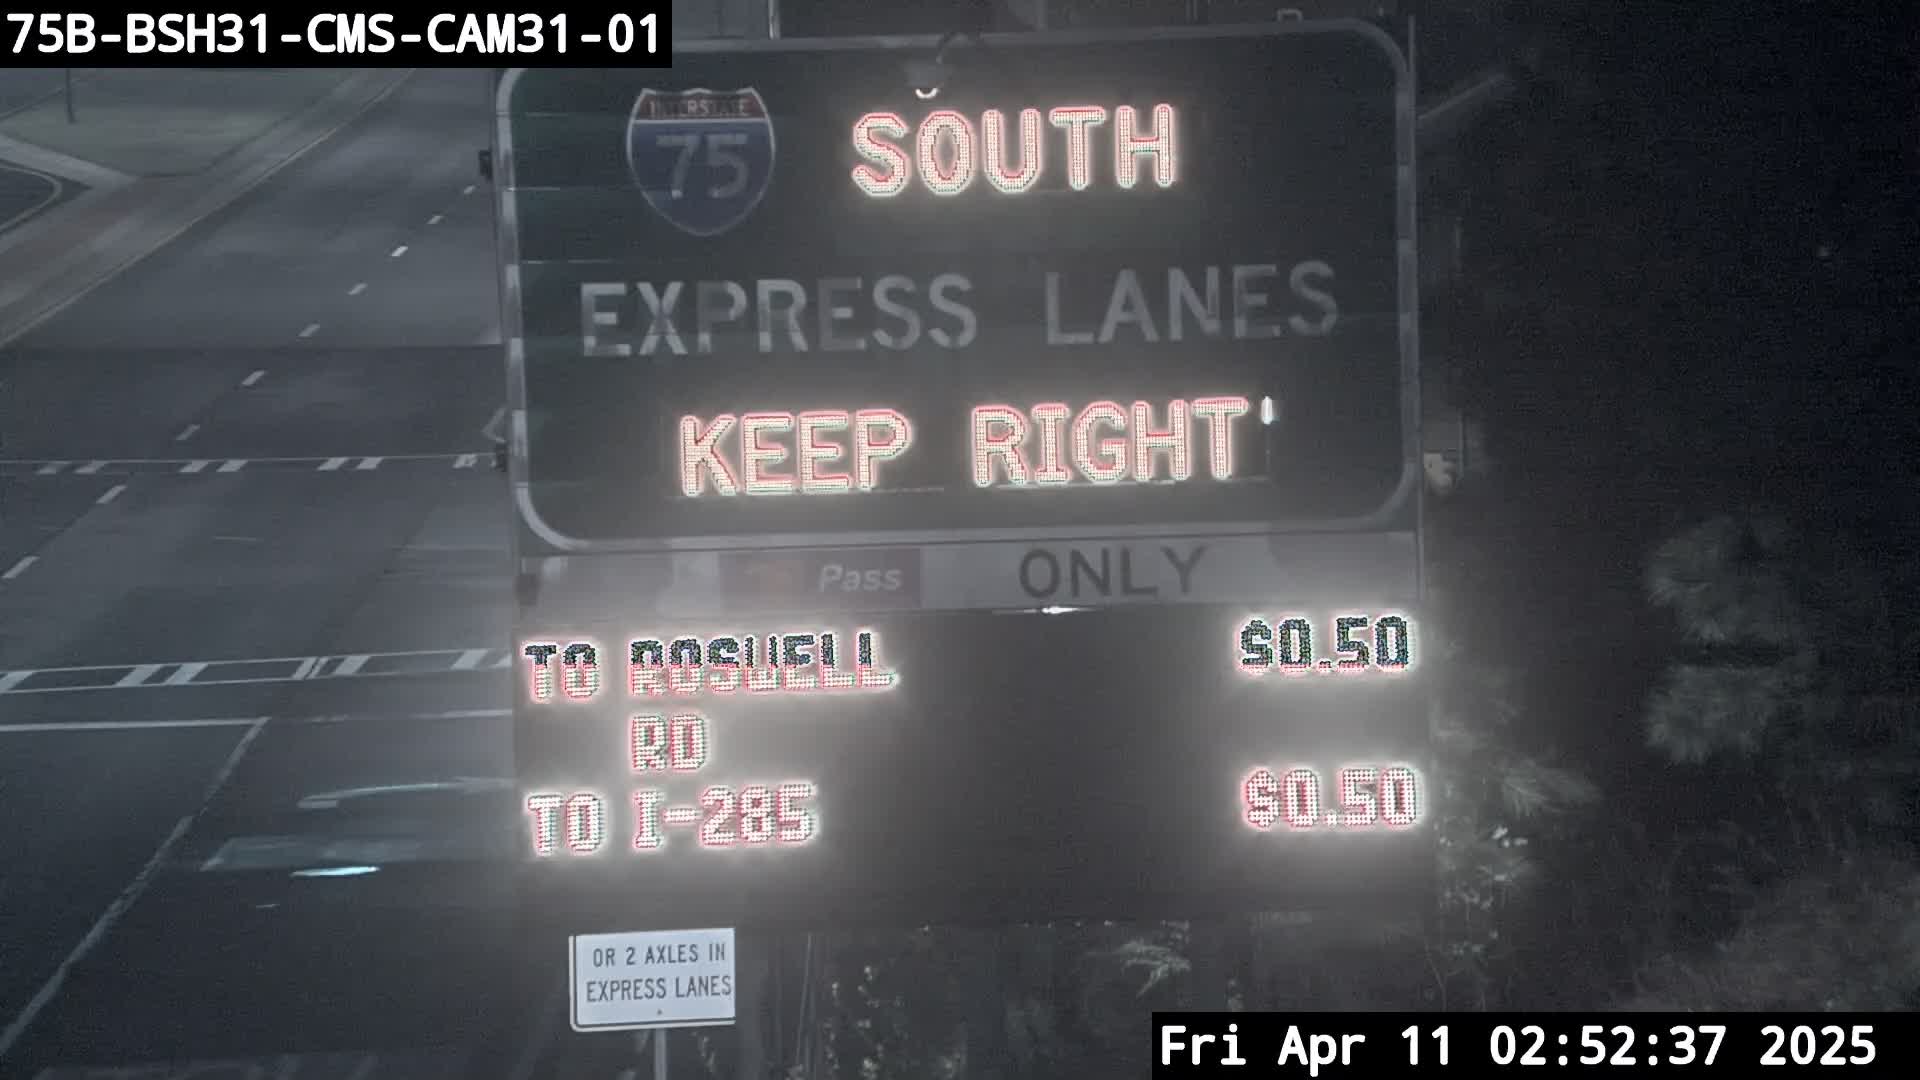 75B-BSH31-CMS-CAM31-01
INTERSTATE
75
SOUTH
EXPRESS LANES
KEEP RIGHT
Pass ONLY
TO ROSWELL $0.50
RD
TO I-285 $0.50
OR 2 AXLES IN
EXPRESS LANES
Fri Apr 11 02:52:37 2025